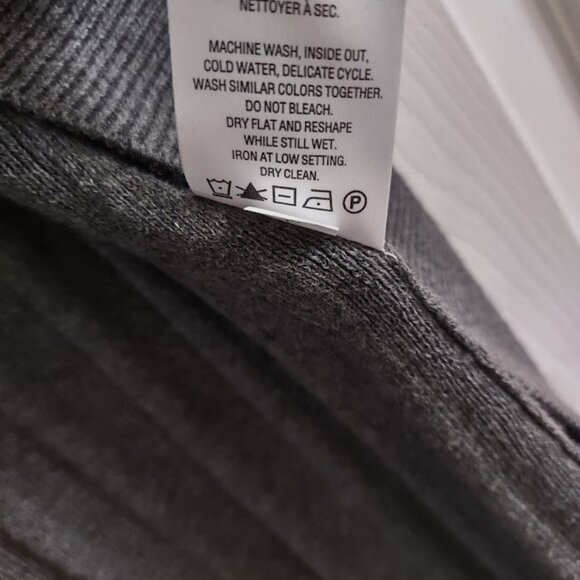 NETTOYER À SEC.
MACHINE WASH, INSIDE OUT,
COLD WATER, DELICATE CYCLE.
WASH SIMILAR COLORS TOGETHER.
DO NOT BLEACH.
DRY FLAT AND RESHAPE
WHILE STILL WET.
IRON AT LOW SETTING.
DRY CLEAN.
P